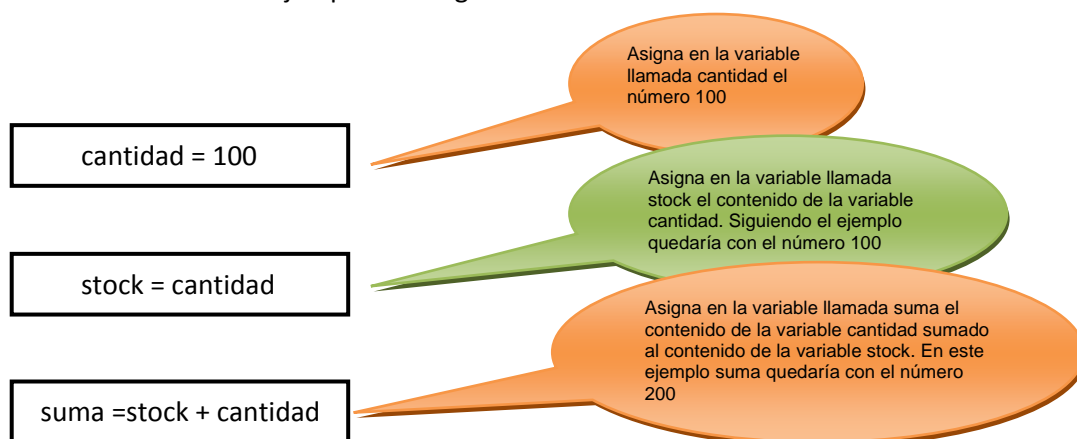 Asigna en la variable
llamada cantidad el
número 100
cantidad = 100
Asigna en la variable llamada
stock el contenido de la variable
cantidad. Siguiendo el ejemplo
quedaría con el número 100
stock = cantidad
Asigna en la variable llamada suma el
contenido de la variable cantidad sumado
al contenido de la variable stock. En este
ejemplo suma quedaría con el número
200
suma =stock + cantidad